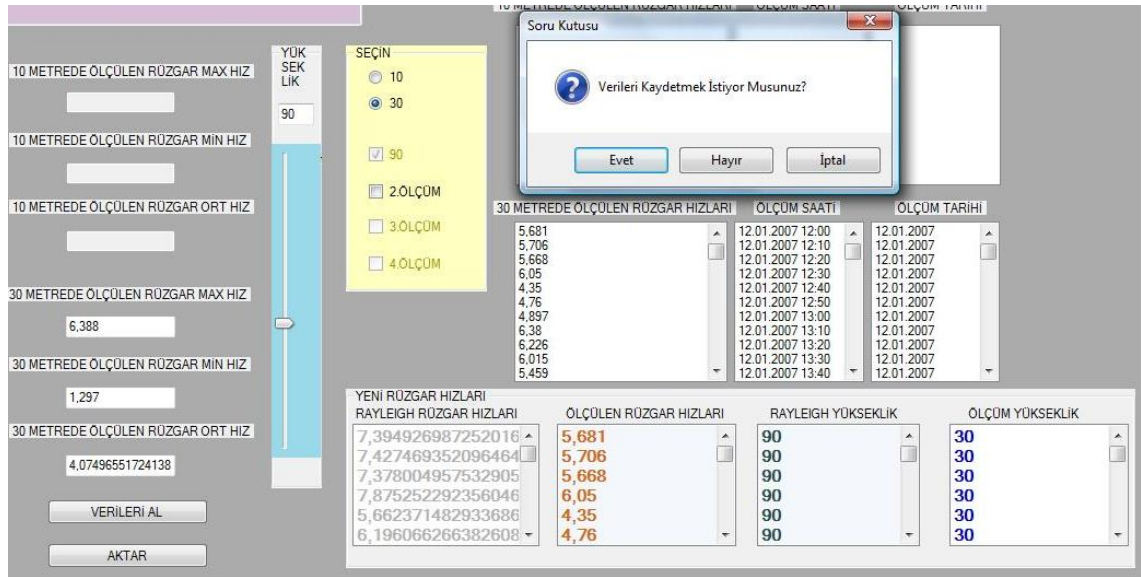 10 METREDE ÖLÇÜLEN RÜZGAR HIZLARI
ÖLÇÜM SAATİ
ÖLÇÜM TARİHİ
Soru Kutusu
Verileri Kaydetmek İstiyor Musunuz?
Evet
Hayır
İptal
10 METREDE ÖLÇÜLEN RÜZGAR MAX HIZ
10 METREDE ÖLÇÜLEN RÜZGAR MİN HIZ
10 METREDE ÖLÇÜLEN RÜZGAR ORT HIZ
30 METREDE ÖLÇÜLEN RÜZGAR MAX HIZ
6,388
30 METREDE ÖLÇÜLEN RÜZGAR MİN HIZ
1,297
30 METREDE ÖLÇÜLEN RÜZGAR ORT HIZ
4,07496551724138
VERİLERİ AL
AKTAR
YÜK
SEK
LİK
90
SEÇİN
10
30
90
2.ÖLÇÜM
3.ÖLÇÜM
4.ÖLÇÜM
30 METREDE ÖLÇÜLEN RÜZGAR HIZLARI
ÖLÇÜM SAATİ
ÖLÇÜM TARİHİ
5,681 12.01.2007 12:00 12.01.2007
5,706 12.01.2007 12:10 12.01.2007
5,668 12.01.2007 12:20 12.01.2007
6,05 12.01.2007 12:30 12.01.2007
4,35 12.01.2007 12:40 12.01.2007
4,76 12.01.2007 12:50 12.01.2007
4,897 12.01.2007 13:00 12.01.2007
6,38 12.01.2007 13:10 12.01.2007
6,226 12.01.2007 13:20 12.01.2007
6,015 12.01.2007 13:30 12.01.2007
5,459 12.01.2007 13:40 12.01.2007
YENİ RÜZGAR HIZLARI
RAYLEIGH RÜZGAR HIZLARI ÖLÇÜLEN RÜZGAR HIZLARI RAYLEIGH YÜKSEKLİK ÖLÇÜM YÜKSEKLİK
7,394926987252016 5,681 90 30
7,427469352096464 5,706 90 30
7,378004957532905 5,668 90 30
7,875252292356046 6,05 90 30
5,662371482933686 4,35 90 30
6,196066266382608 4,76 90 30